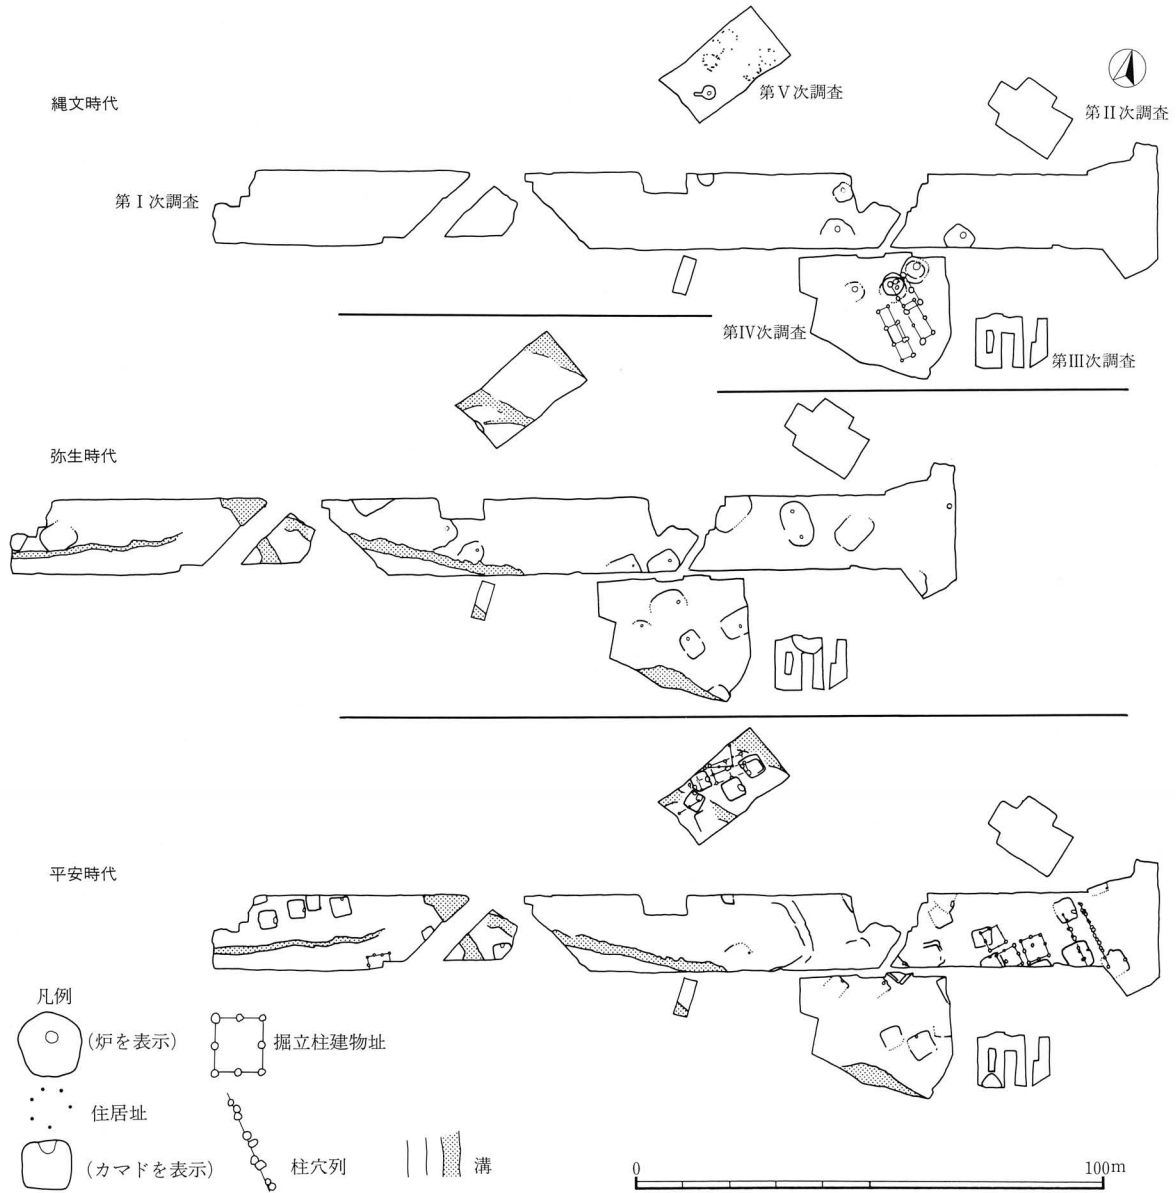 縄文時代
第Ⅴ次調査
第Ⅱ次調査
第Ⅰ次調査
第Ⅳ次調査
第Ⅲ次調査
弥生時代
平安時代
凡例
(炉を表示)
掘立柱建物址
住居址
(カマドを表示)
柱穴列
溝
0
100m